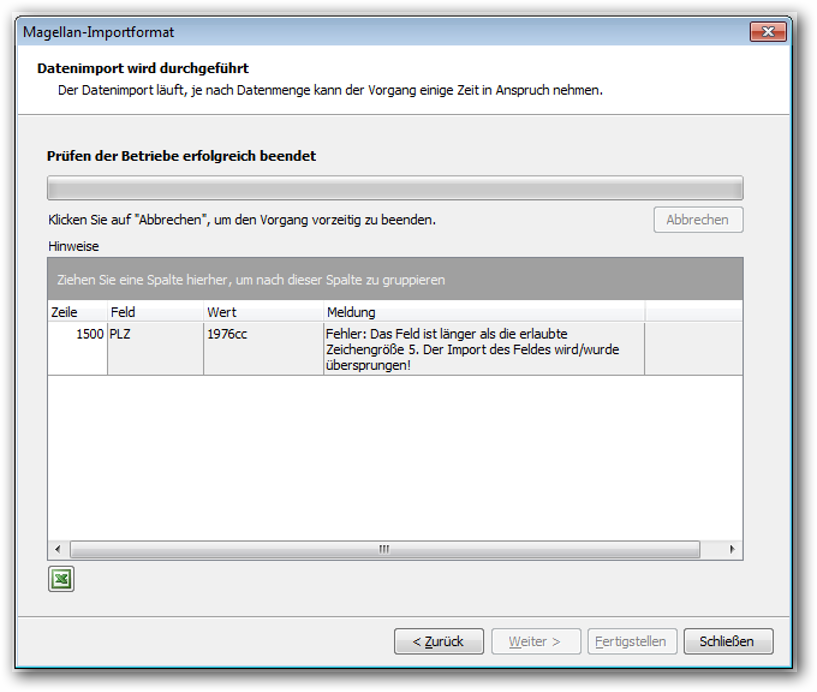 Magellan-Importformat
Datenimport wird durchgeführt
Der Datenimport läuft, je nach Datenmenge kann der Vorgang einige Zeit in Anspruch nehmen.
Prüfen der Betriebe erfolgreich beendet
Klicken Sie auf "Abbrechen", um den Vorgang vorzeitig zu beenden.
Abbrechen
Hinweise
Ziehen Sie eine Spalte hierher, um nach dieser Spalte zu gruppieren
Zeile Feld Wert Meldung
1500 PLZ 1976cc Fehler: Das Feld ist länger als die erlaubte
Zeichengröße 5. Der Import des Feldes wird/wurde
übersprungen!
< Zurück Weiter > Fertigstellen Schließen